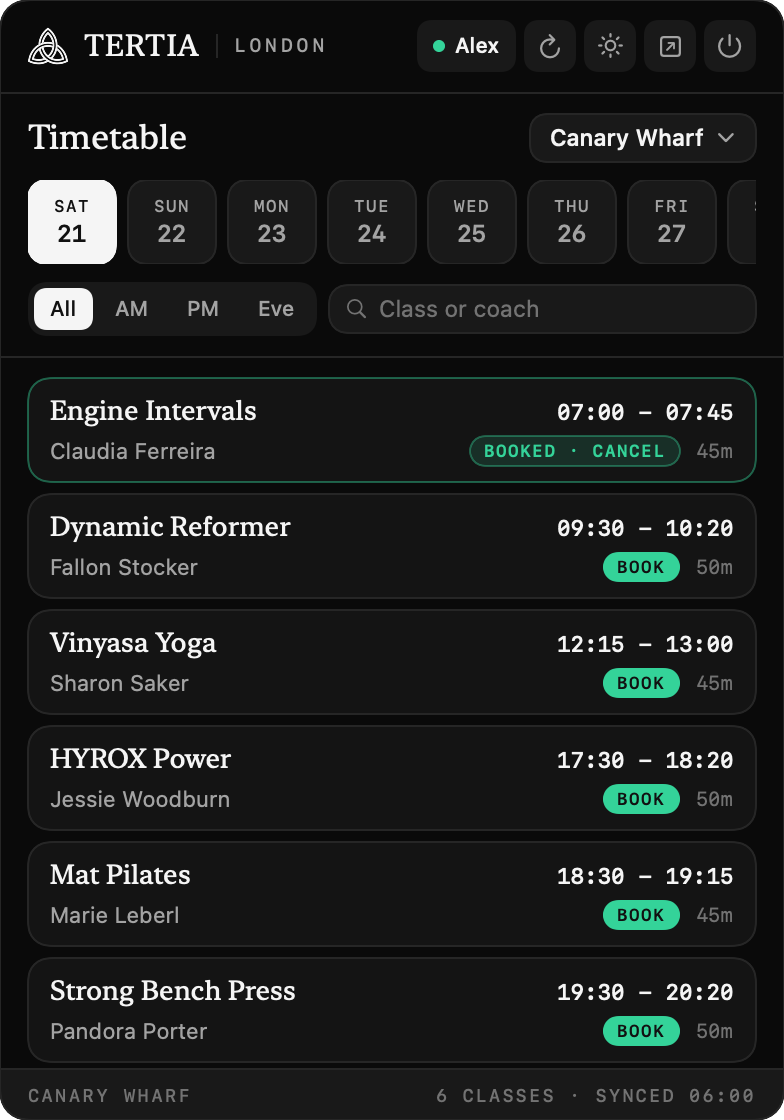 TERTIA LONDON Alex
Timetable Canary Wharf
SAT SUN MON TUE WED THU FRI
21 22 23 24 25 26 27
All AM PM Eve Class or coach
Engine Intervals 07:00 – 07:45
Claudia Ferreira BOOKED · CANCEL 45m
Dynamic Reformer 09:30 – 10:20
Fallon Stocker BOOK 50m
Vinyasa Yoga 12:15 – 13:00
Sharon Saker BOOK 45m
HYROX Power 17:30 – 18:20
Jessie Woodburn BOOK 50m
Mat Pilates 18:30 – 19:15
Marie Leberl BOOK 45m
Strong Bench Press 19:30 – 20:20
Pandora Porter BOOK 50m
CANARY WHARF 6 CLASSES · SYNCED 06:00